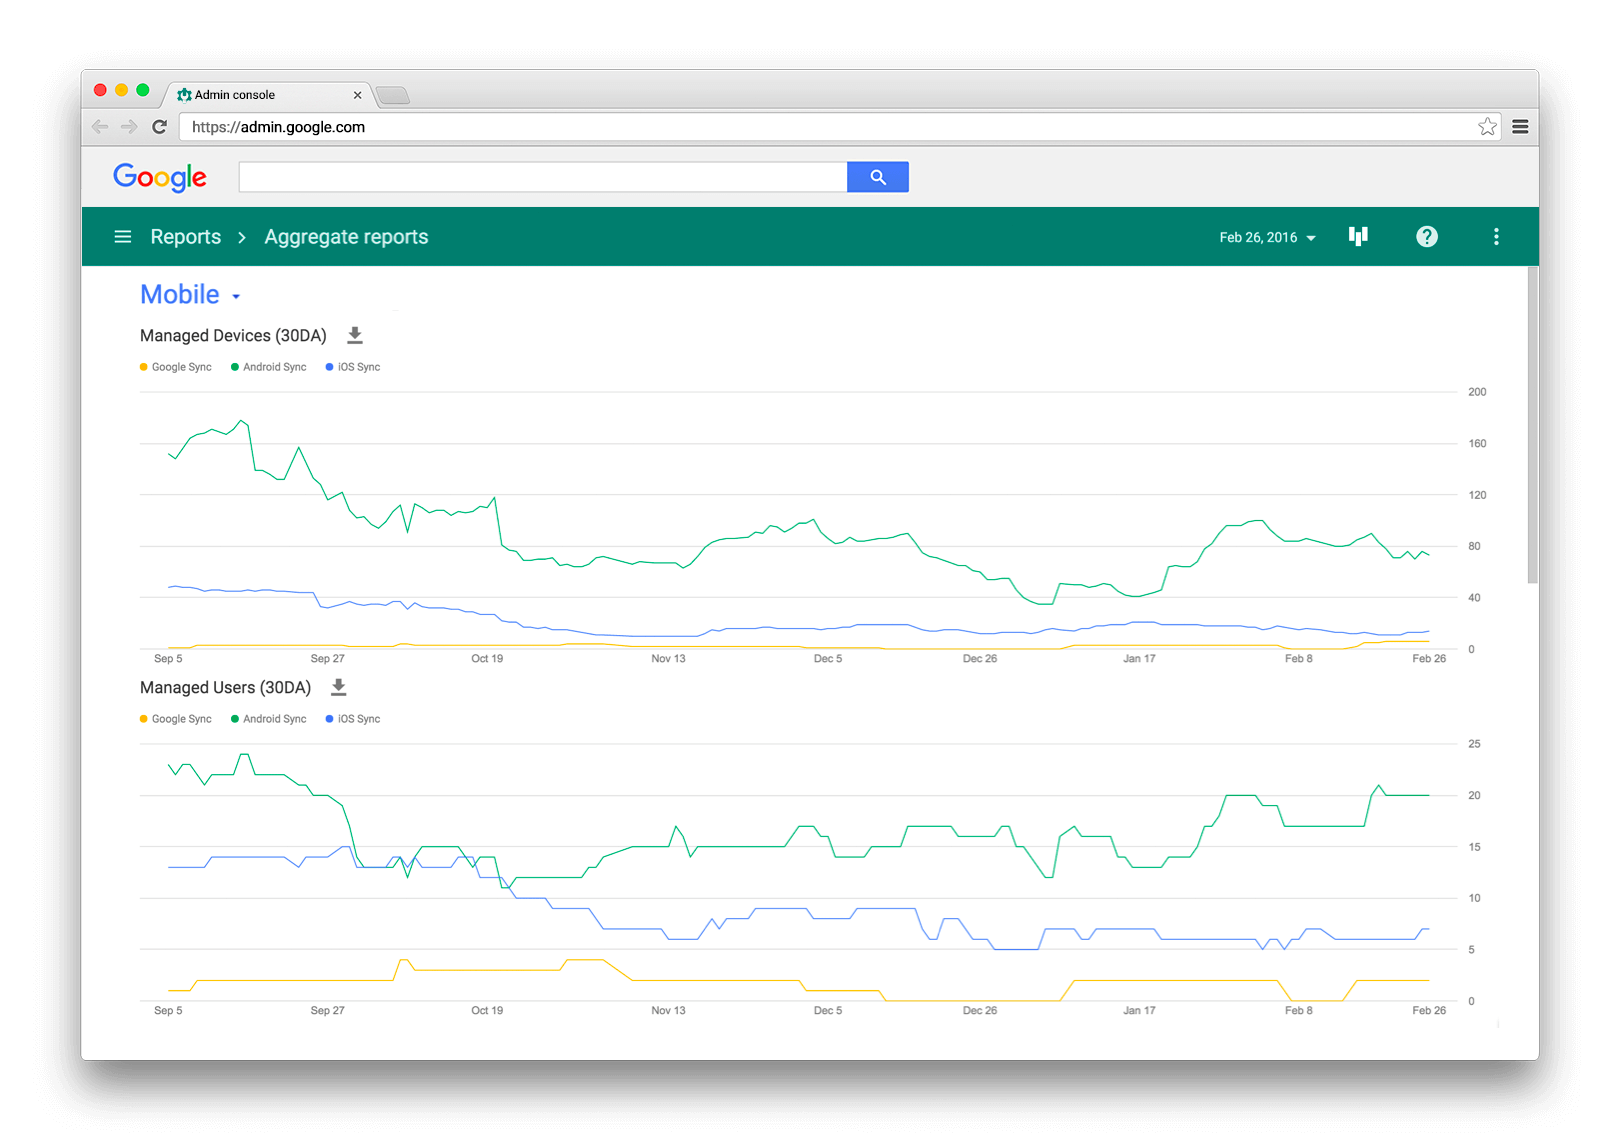 Admin console
https://admin.google.com
Google
Reports > Aggregate reports Feb 26, 2016
Mobile
Managed Devices (30DA)
Google Sync Android Sync iOS Sync
200
160
120
80
40
0
Sep 5 Sep 27 Oct 19 Nov 13 Dec 5 Dec 26 Jan 17 Feb 8 Feb 26
Managed Users (30DA)
Google Sync Android Sync iOS Sync
25
20
15
10
5
0
Sep 5 Sep 27 Oct 19 Nov 13 Dec 5 Dec 26 Jan 17 Feb 8 Feb 26